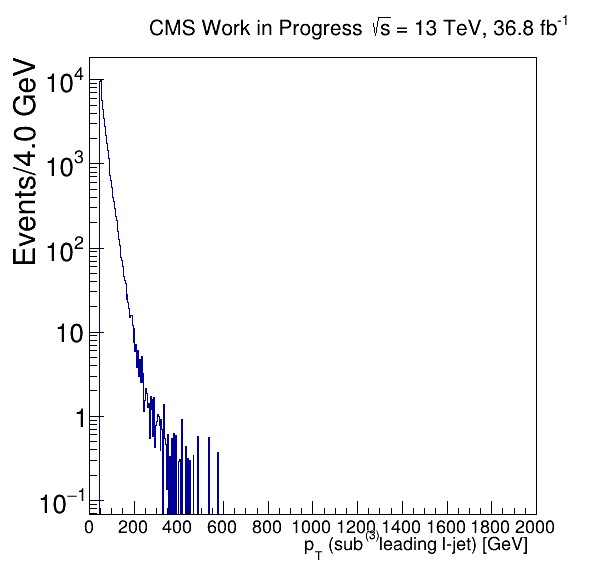 CMS Work in Progress √s = 13 TeV, 36.8 fb⁻¹
Events/4.0 GeV
10⁴
10³
10²
10
1
10⁻¹
0 200 400 600 800 1000 1200 1400 1600 1800 2000
p_T (sub⁽³⁾leading l-jet) [GeV]